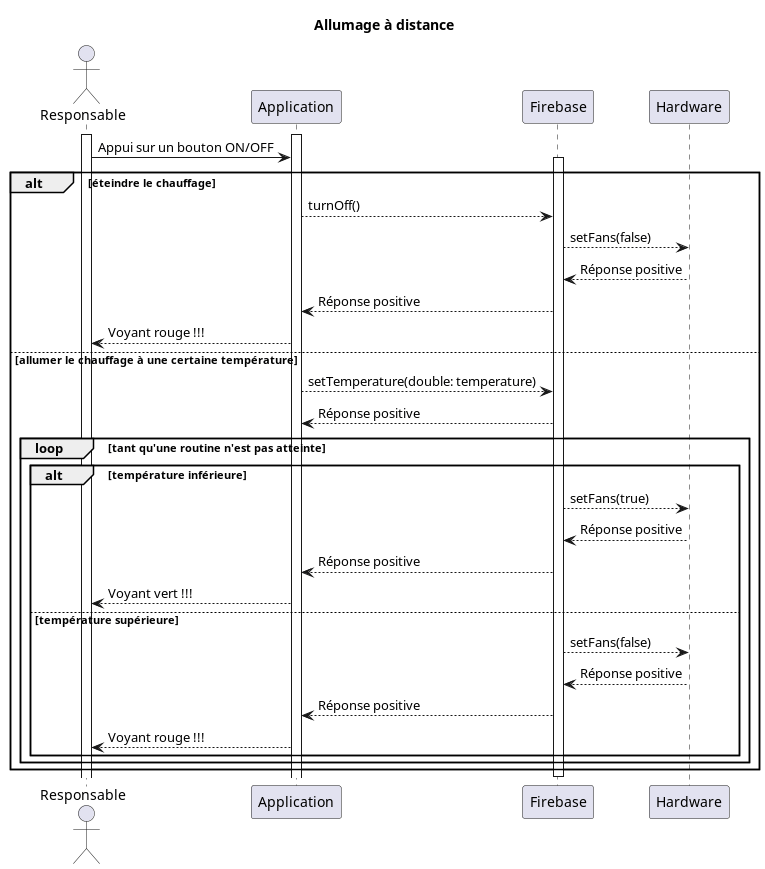 Allumage à distance
Responsable
Application
Firebase
Hardware
Appui sur un bouton ON/OFF
alt [éteindre le chauffage]
turnOff()
setFans(false)
Réponse positive
Réponse positive
Voyant rouge !!!
[allumer le chauffage à une certaine température]
setTemperature(double: temperature)
Réponse positive
loop [tant qu'une routine n'est pas atteinte]
alt [température inférieure]
setFans(true)
Réponse positive
Réponse positive
Voyant vert !!!
[température supérieure]
setFans(false)
Réponse positive
Réponse positive
Voyant rouge !!!
Responsable
Application
Firebase
Hardware